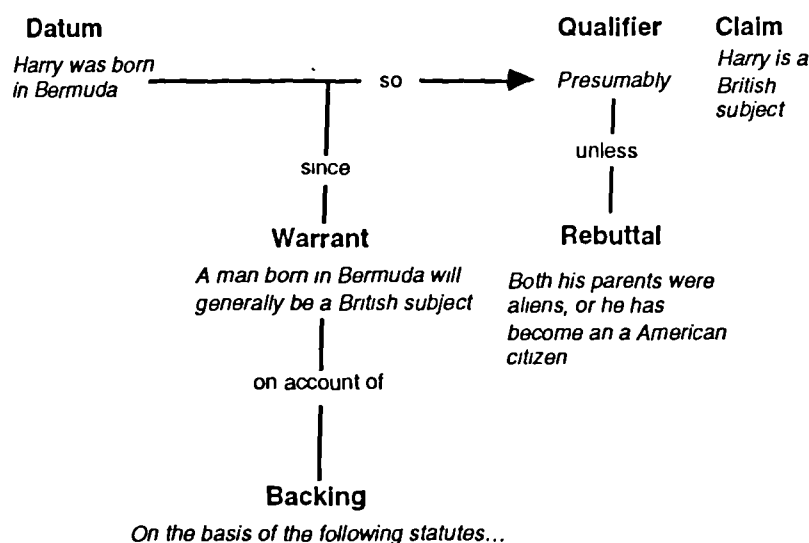 Datum
Qualifier
Claim
Harry was born
in Bermuda
so
Presumably
Harry is a
British
subject
since
unless
Warrant
Rebuttal
A man born in Bermuda will
generally be a British subject
Both his parents were
aliens, or he has
become an a American
citizen
on account of
Backing
On the basis of the following statutes...